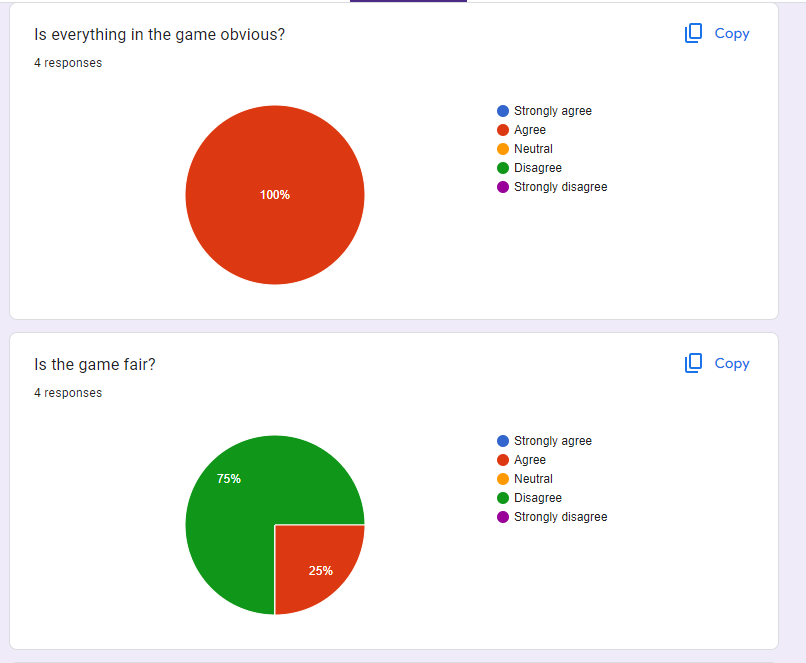 Is everything in the game obvious?
Copy
4 responses
100%
Strongly agree
Agree
Neutral
Disagree
Strongly disagree
Is the game fair?
Copy
4 responses
75%
25%
Strongly agree
Agree
Neutral
Disagree
Strongly disagree